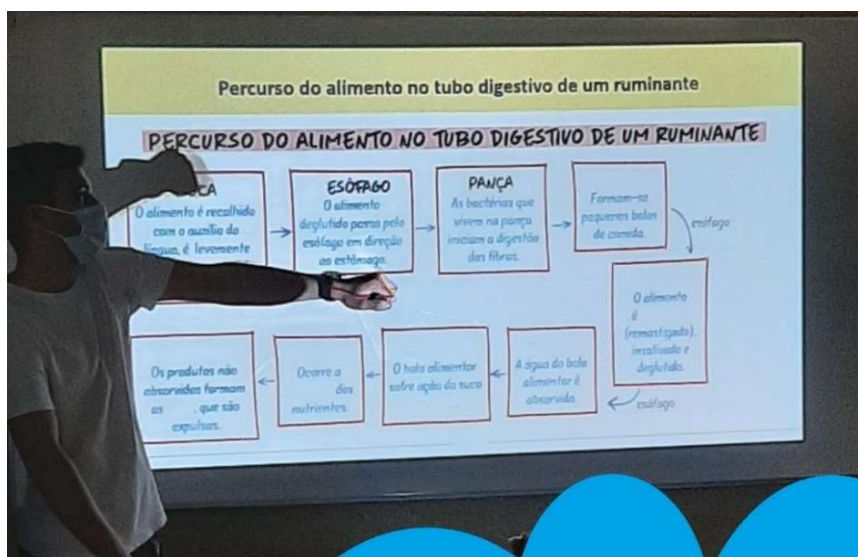 Percurso do alimento no tubo digestivo de um ruminante
PERCURSO DO ALIMENTO NO TUBO DIGESTIVO DE UM RUMINANTE
O alimento é recolhido
com o auxílio da
língua, é levemente
ESÓFAGO
O alimento
deglutido passa pelo
esófago em direção
ao estômago.
PANÇA
As bactérias que
vivem na pança
iniciam a digestão
das fibras.
Formam-se
pequenos bolos
de comida.
esófago
O alimento
é
(remastigado),
insalivado e
deglutido.
esófago
A água do bolo
alimentar é
absorvida.
O bolo alimentar
sofre ação do suco
Ocorre a
dos
nutrientes.
Os produtos não
absorvidos formam
as , que são
expulsas.